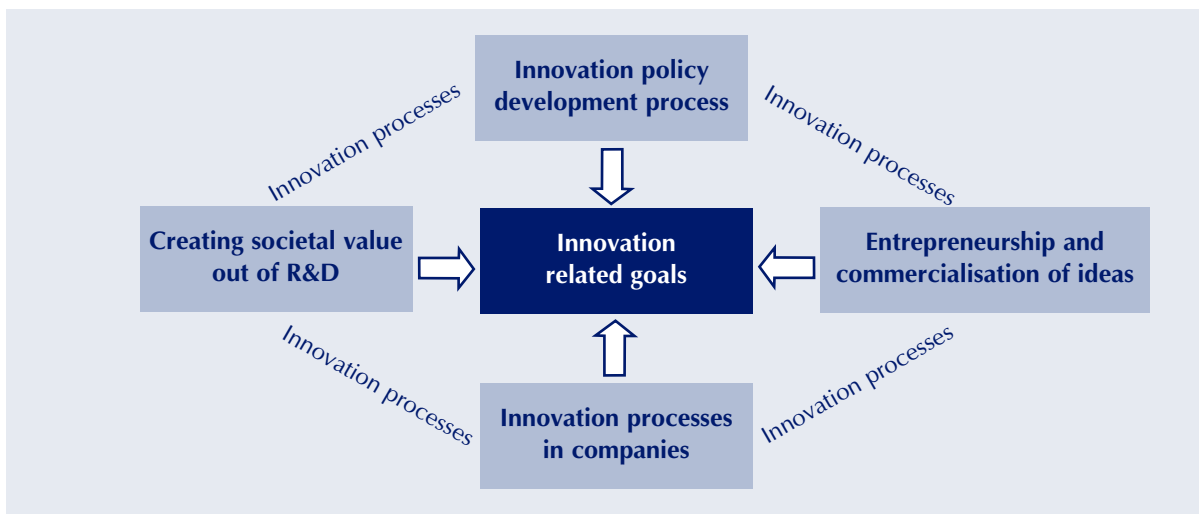 Innovation policy
development process
Innovation processes
Innovation processes
Creating societal value
out of R&D
Innovation
related goals
Entrepreneurship and
commercialisation of ideas
Innovation processes
Innovation processes
Innovation processes
in companies